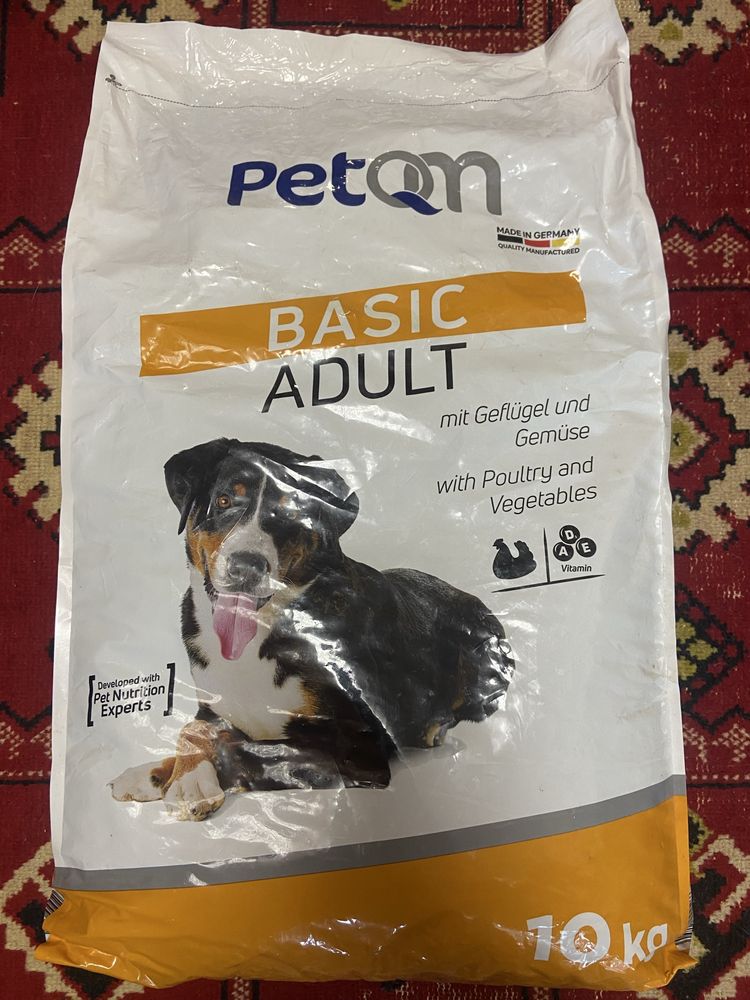 PetQM
MADE IN GERMANY
QUALITY MANUFACTURED
BASIC
ADULT
mit Geflügel und
Gemüse
with Poultry and
Vegetables
D
A E
Vitamin
Developed with
Pet Nutrition
Experts
10 kg